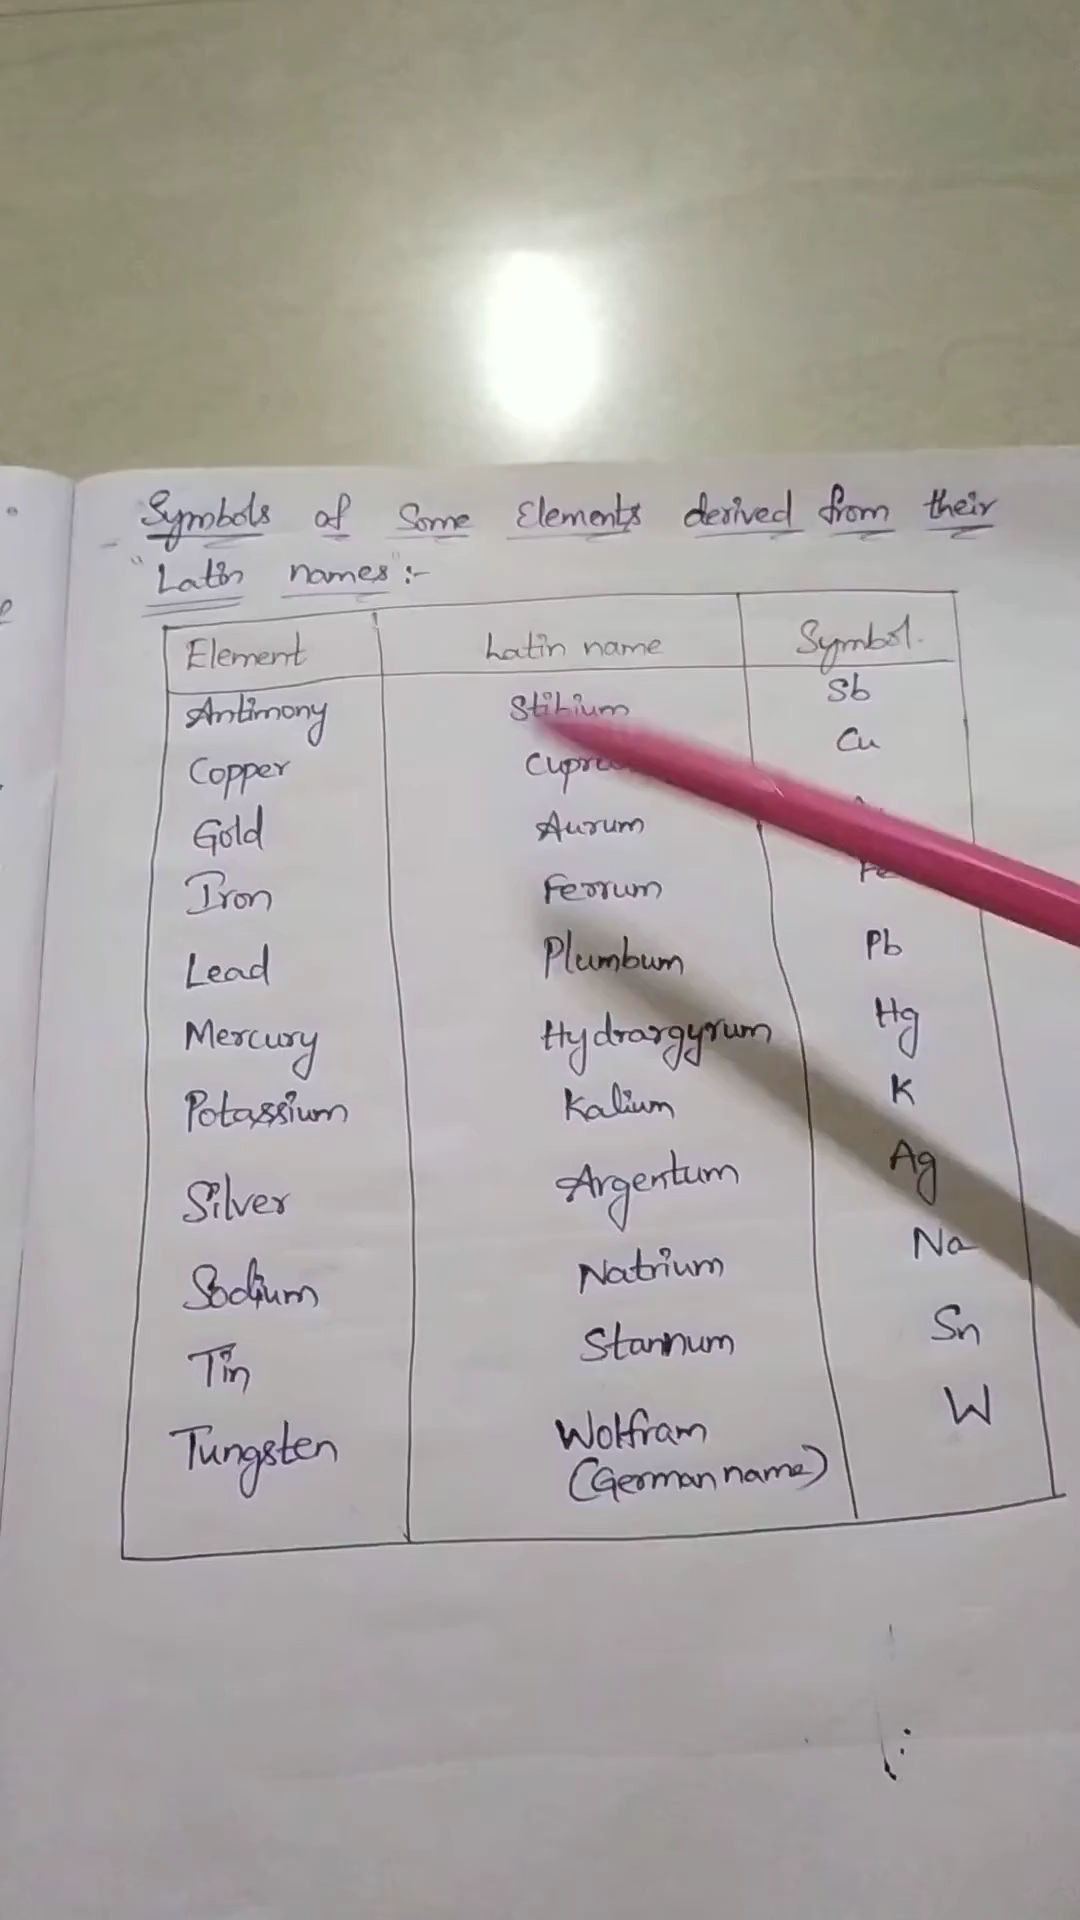 Symbols of Some Elements derived from their
"Latin names":-
Element Latin name Symbol.
Antimony Stibium Sb
Copper Cu
Gold Aurum
Iron Ferrum Fe
Lead Plumbum Pb
Mercury Hydrargyrum Hg
Potassium Kalium K
Silver Argentum Ag
Sodium Natrium Na
Tin Stannum Sn
Tungsten Wolfram W
(German name)